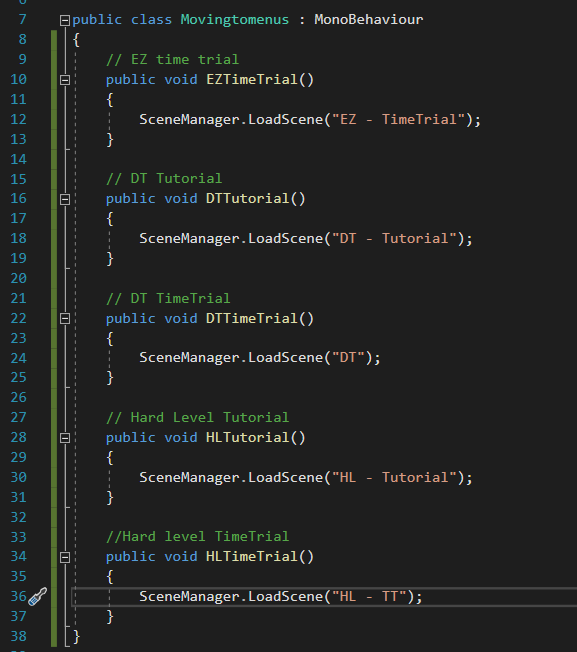 7 public class Movingtomenus : MonoBehaviour
8 {
9 // EZ time trial
10 public void EZTimeTrial()
11 {
12 SceneManager.LoadScene("EZ - TimeTrial");
13 }
14
15 // DT Tutorial
16 public void DTTutorial()
17 {
18 SceneManager.LoadScene("DT - Tutorial");
19 }
20
21 // DT TimeTrial
22 public void DTTimeTrial()
23 {
24 SceneManager.LoadScene("DT");
25 }
26
27 // Hard Level Tutorial
28 public void HLTutorial()
29 {
30 SceneManager.LoadScene("HL - Tutorial");
31 }
32
33 //Hard level TimeTrial
34 public void HLTimeTrial()
35 {
36 SceneManager.LoadScene("HL - TT");
37 }
38 }